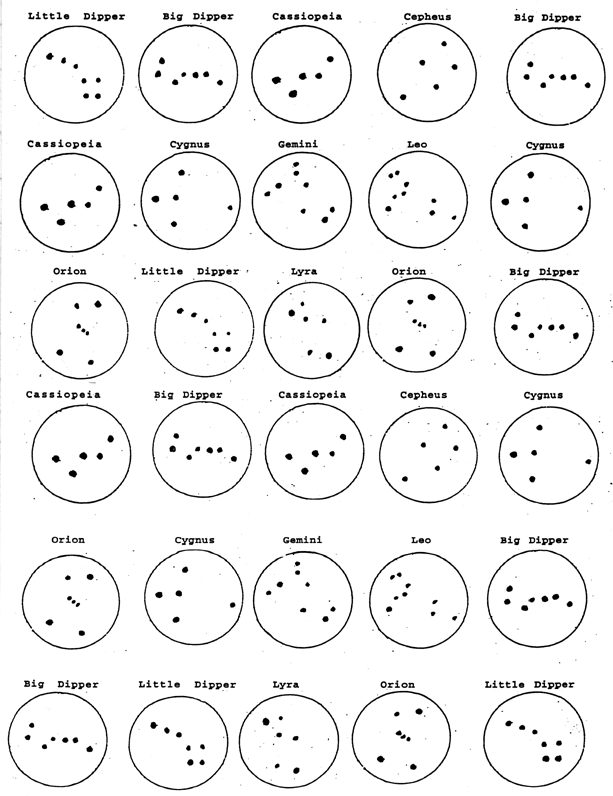 Little Dipper Big Dipper Cassiopeia Cepheus Big Dipper
Cassiopeia Cygnus Gemini Leo Cygnus
Orion Little Dipper Lyra Orion Big Dipper
Cassiopeia Big Dipper Cassiopeia Cepheus Cygnus
Orion Cygnus Gemini Leo Big Dipper
Big Dipper Little Dipper Lyra Orion Little Dipper